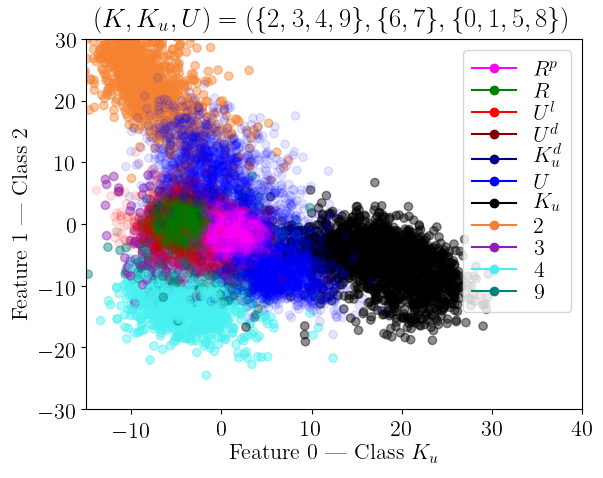 (K, K_u, U) = ({2, 3, 4, 9}, {6, 7}, {0, 1, 5, 8})
30
20
10
0
−10
−20
−30
Feature 1 — Class 2
−10
0
10
20
30
40
Feature 0 — Class K_u
R^p
R
U^l
U^d
K_u^d
U
K_u
2
3
4
9